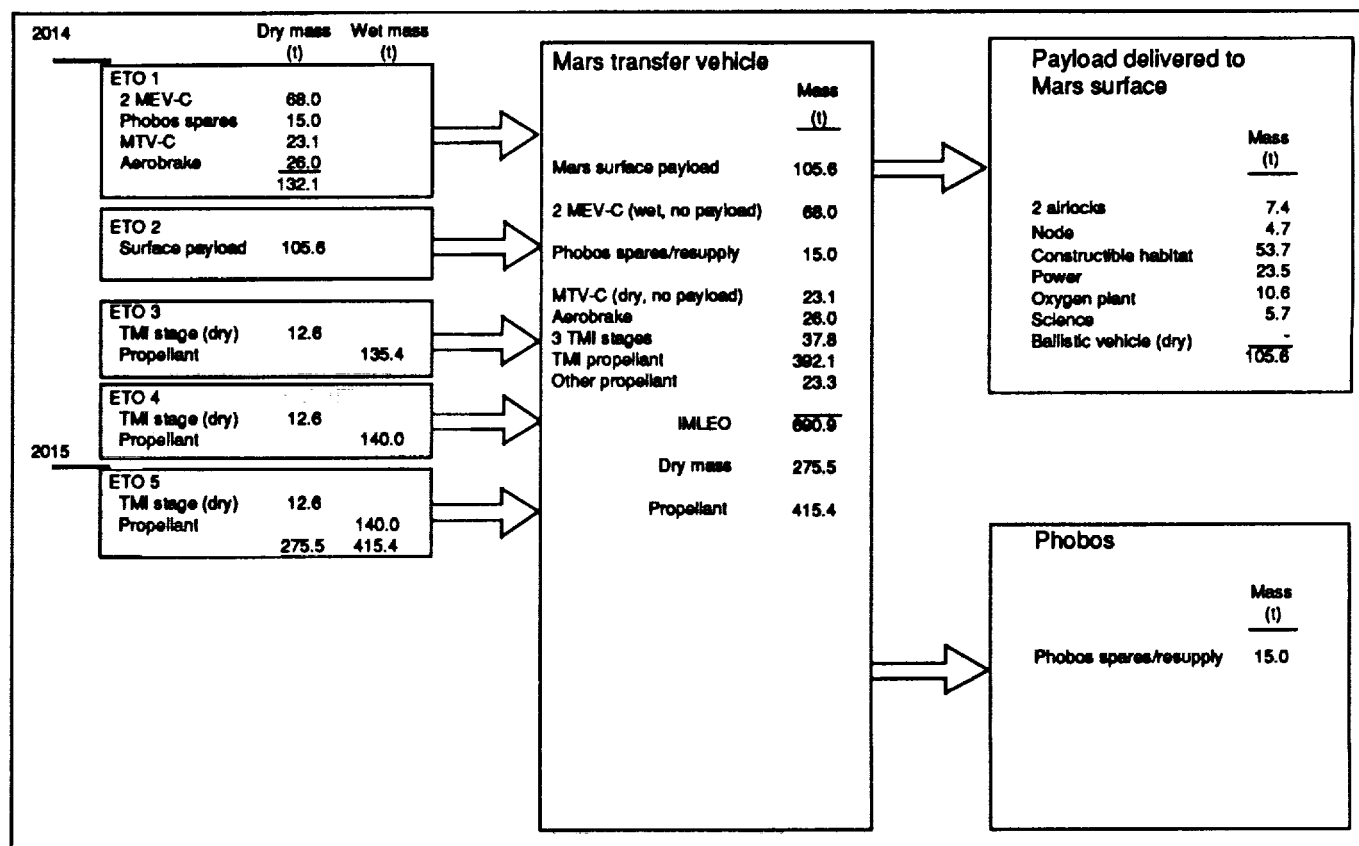 2014
Dry mass Wet mass
(t) (t)
ETO 1
2 MEV-C 68.0
Phobos spares 15.0
MTV-C 23.1
Aerobrake 26.0
132.1
ETO 2
Surface payload 105.6
ETO 3
TMI stage (dry) 12.6
Propellant 135.4
ETO 4
TMI stage (dry) 12.6
Propellant 140.0
2015
ETO 5
TMI stage (dry) 12.6
Propellant 140.0
275.5 415.4
Mars transfer vehicle
Mass
(t)
Mars surface payload 105.6
2 MEV-C (wet, no payload) 68.0
Phobos spares/resupply 15.0
MTV-C (dry, no payload) 23.1
Aerobrake 26.0
3 TMI stages 37.8
TMI propellant 392.1
Other propellant 23.3
IMLEO 690.9
Dry mass 275.5
Propellant 415.4
Payload delivered to
Mars surface
Mass
(t)
2 airlocks 7.4
Node 4.7
Constructible habitat 53.7
Power 23.5
Oxygen plant 10.6
Science 5.7
Ballistic vehicle (dry) -
105.6
Phobos
Mass
(t)
Phobos spares/resupply 15.0